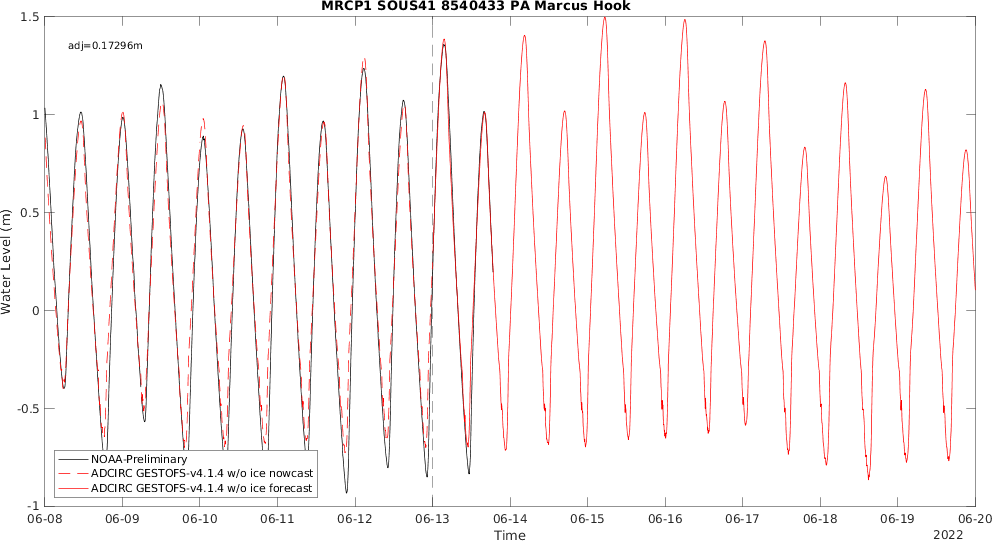 MRCP1 SOUS41 8540433 PA Marcus Hook
adj=0.17296m
1.5
1
0.5
0
-0.5
-1
Water Level (m)
NOAA-Preliminary
ADCIRC GESTOFS-v4.1.4 w/o ice nowcast
ADCIRC GESTOFS-v4.1.4 w/o ice forecast
06-08 06-09 06-10 06-11 06-12 06-13 06-14 06-15 06-16 06-17 06-18 06-19 06-20
Time
2022